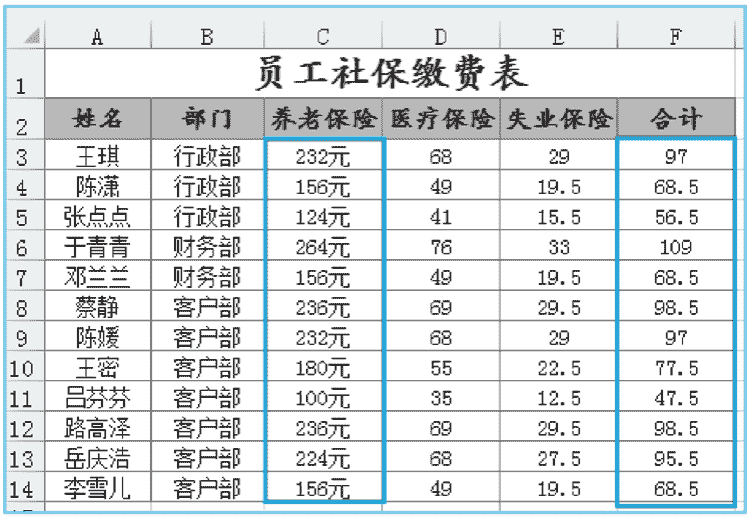 A B C D E F
1 员工社保缴费表
2 姓名 部门 养老保险 医疗保险 失业保险 合计
3 王琪 行政部 232元 68 29 97
4 陈潇 行政部 156元 49 19.5 68.5
5 张点点 行政部 124元 41 15.5 56.5
6 于青青 财务部 264元 76 33 109
7 邓兰兰 财务部 156元 49 19.5 68.5
8 蔡静 客户部 236元 69 29.5 98.5
9 陈媛 客户部 232元 68 29 97
10 王密 客户部 180元 55 22.5 77.5
11 吕芬芬 客户部 100元 35 12.5 47.5
12 路高泽 客户部 236元 69 29.5 98.5
13 岳庆浩 客户部 224元 68 27.5 95.5
14 李雪儿 客户部 156元 49 19.5 68.5